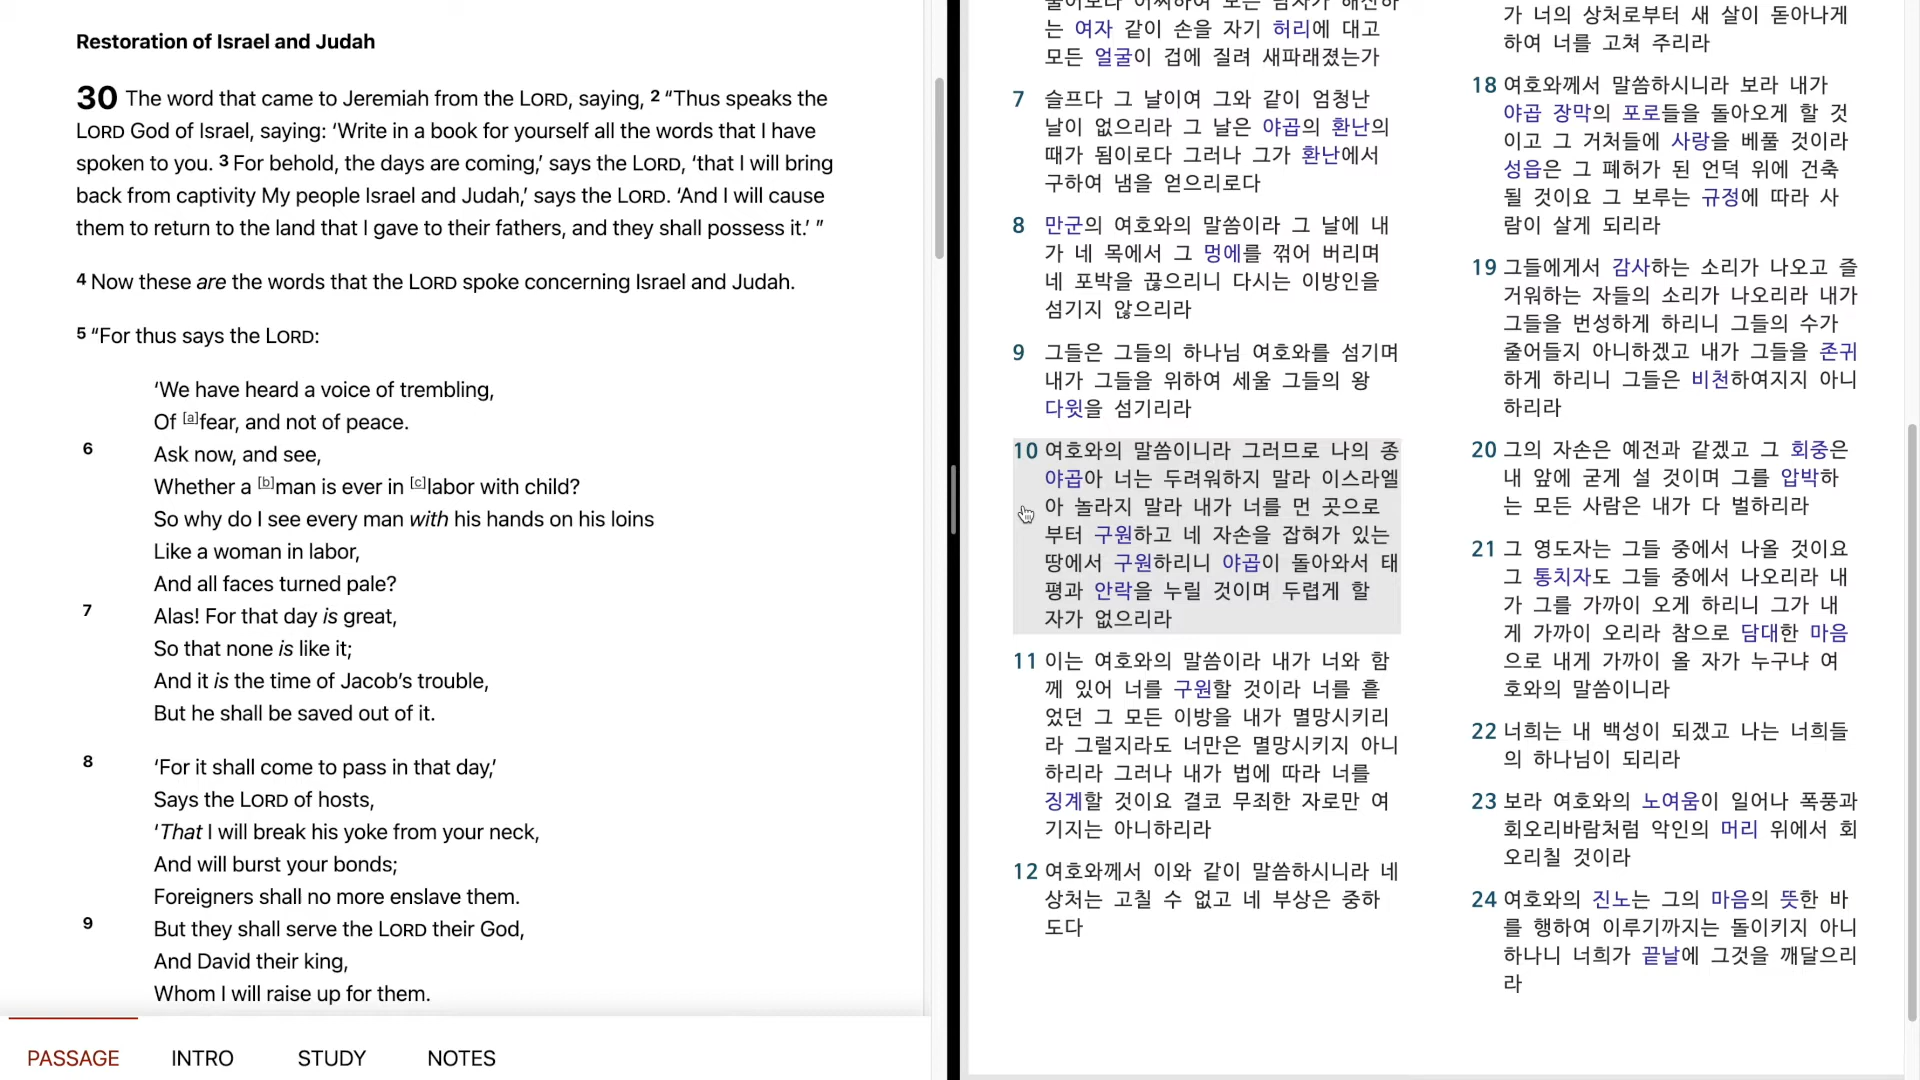 Restoration of Israel and Judah
30 The word that came to Jeremiah from the LORD, saying, 2 “Thus speaks the
LORD God of Israel, saying: ‘Write in a book for yourself all the words that I have
spoken to you. 3 For behold, the days are coming,’ says the LORD, ‘that I will bring
back from captivity My people Israel and Judah,’ says the LORD. ‘And I will cause
them to return to the land that I gave to their fathers, and they shall possess it.’ ”
4 Now these are the words that the LORD spoke concerning Israel and Judah.
5 “For thus says the LORD:
‘We have heard a voice of trembling,
Of [a]fear, and not of peace.
6 Ask now, and see,
Whether a [b]man is ever in [c]labor with child?
So why do I see every man with his hands on his loins
Like a woman in labor,
And all faces turned pale?
7 Alas! For that day is great,
So that none is like it;
And it is the time of Jacob’s trouble,
But he shall be saved out of it.
8 ‘For it shall come to pass in that day,’
Says the LORD of hosts,
‘That I will break his yoke from your neck,
And will burst your bonds;
Foreigners shall no more enslave them.
9 But they shall serve the LORD their God,
And David their king,
Whom I will raise up for them.
PASSAGE INTRO STUDY NOTES
는 여자 같이 손을 자기 허리에 대고
모든 얼굴이 겁에 질려 새파래졌는가
7 슬프다 그 날이여 그와 같이 엄청난
날이 없으리라 그 날은 야곱의 환난의
때가 됨이로다 그러나 그가 환난에서
구하여 냄을 얻으리로다
8 만군의 여호와의 말씀이라 그 날에 내
가 네 목에서 그 멍에를 꺾어 버리며
네 포박을 끊으리니 다시는 이방인을
섬기지 않으리라
9 그들은 그들의 하나님 여호와를 섬기며
내가 그들을 위하여 세울 그들의 왕
다윗을 섬기리라
10 여호와의 말씀이니라 그러므로 나의 종
야곱아 너는 두려워하지 말라 이스라엘
아 놀라지 말라 내가 너를 먼 곳으로
부터 구원하고 네 자손을 잡혀가 있는
땅에서 구원하리니 야곱이 돌아와서 태
평과 안락을 누릴 것이며 두렵게 할
자가 없으리라
11 이는 여호와의 말씀이라 내가 너와 함
께 있어 너를 구원할 것이라 너를 흩
었던 그 모든 이방을 내가 멸망시키리
라 그럴지라도 너만은 멸망시키지 아니
하리라 그러나 내가 법에 따라 너를
징계할 것이요 결코 무죄한 자로만 여
기지는 아니하리라
12 여호와께서 이와 같이 말씀하시니라 네
상처는 고칠 수 없고 네 부상은 중하
도다
가 너의 상처로부터 새 살이 돋아나게
하여 너를 고쳐 주리라
18 여호와께서 말씀하시니라 보라 내가
야곱 장막의 포로들을 돌아오게 할 것
이고 그 거처들에 사랑을 베풀 것이라
성읍은 그 폐허가 된 언덕 위에 건축
될 것이요 그 보루는 규정에 따라 사
람이 살게 되리라
19 그들에게서 감사하는 소리가 나오고 즐
거워하는 자들의 소리가 나오리라 내가
그들을 번성하게 하리니 그들의 수가
줄어들지 아니하겠고 내가 그들을 존귀
하게 하리니 그들은 비천하여지지 아니
하리라
20 그의 자손은 예전과 같겠고 그 회중은
내 앞에 굳게 설 것이며 그를 압박하
는 모든 사람은 내가 다 벌하리라
21 그 영도자는 그들 중에서 나올 것이요
그 통치자도 그들 중에서 나오리라 내
가 그를 가까이 오게 하리니 그가 내
게 가까이 오리라 참으로 담대한 마음
으로 내게 가까이 올 자가 누구냐 여
호와의 말씀이니라
22 너희는 내 백성이 되겠고 나는 너희들
의 하나님이 되리라
23 보라 여호와의 노여움이 일어나 폭풍과
회오리바람처럼 악인의 머리 위에서 회
오리칠 것이라
24 여호와의 진노는 그의 마음의 뜻한 바
를 행하여 이루기까지는 돌이키지 아니
하나니 너희가 끝날에 그것을 깨달으리
라